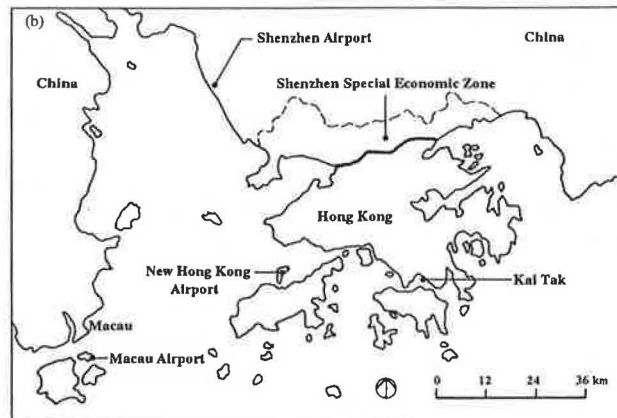 (b)
Shenzhen Airport
China
China
Shenzhen Special Economic Zone
Hong Kong
New Hong Kong
Airport
Kai Tak
Macau
Macau Airport
0 12 24 36 km